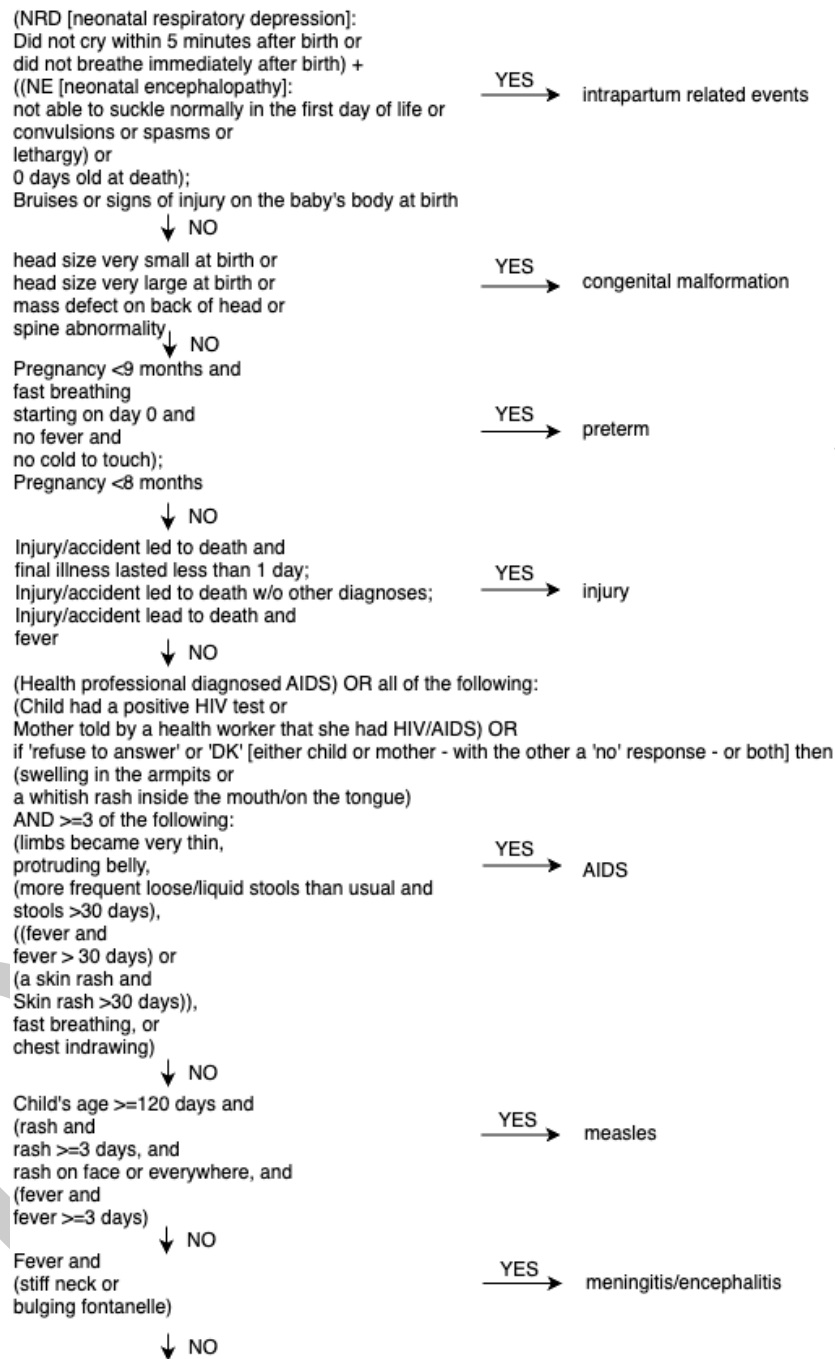 (NRD [neonatal respiratory depression]:
Did not cry within 5 minutes after birth or
did not breathe immediately after birth) +
((NE [neonatal encephalopathy]:
not able to suckle normally in the first day of life or
convulsions or spasms or
lethargy) or
0 days old at death);
Bruises or signs of injury on the baby's body at birth
YES
intrapartum related events
NO
head size very small at birth or
head size very large at birth or
mass defect on back of head or
spine abnormality
YES
congenital malformation
NO
Pregnancy <9 months and
fast breathing
starting on day 0 and
no fever and
no cold to touch);
Pregnancy <8 months
YES
preterm
NO
Injury/accident led to death and
final illness lasted less than 1 day;
Injury/accident led to death w/o other diagnoses;
Injury/accident lead to death and
fever
YES
injury
NO
(Health professional diagnosed AIDS) OR all of the following:
(Child had a positive HIV test or
Mother told by a health worker that she had HIV/AIDS) OR
if 'refuse to answer' or 'DK' [either child or mother - with the other a 'no' response - or both] then
(swelling in the armpits or
a whitish rash inside the mouth/on the tongue)
AND >=3 of the following:
(limbs became very thin,
protruding belly,
(more frequent loose/liquid stools than usual and
stools >30 days),
((fever and
fever > 30 days) or
(a skin rash and
Skin rash >30 days)),
fast breathing, or
chest indrawing)
YES
AIDS
NO
Child's age >=120 days and
(rash and
rash >=3 days, and
rash on face or everywhere, and
(fever and
fever >=3 days)
YES
measles
NO
Fever and
(stiff neck or
bulging fontanelle)
YES
meningitis/encephalitis
NO